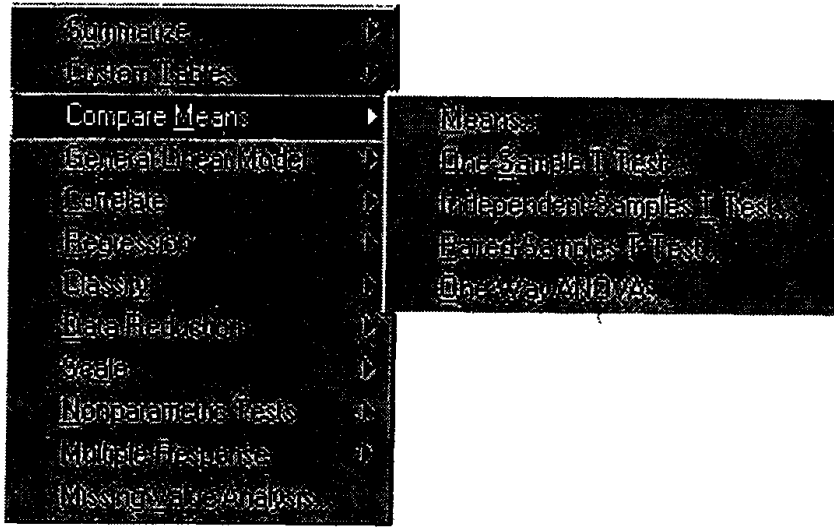 Summarize
Custom Tables
Compare Means
General Linear Model
Correlate
Regression
Classify
Data Reduction
Scale
Nonparametric Tests
Multiple Response
Missing Value Analysis...
Means...
One-Sample T Test...
Independent-Samples T Test...
Paired-Samples T Test...
One-Way ANOVA...